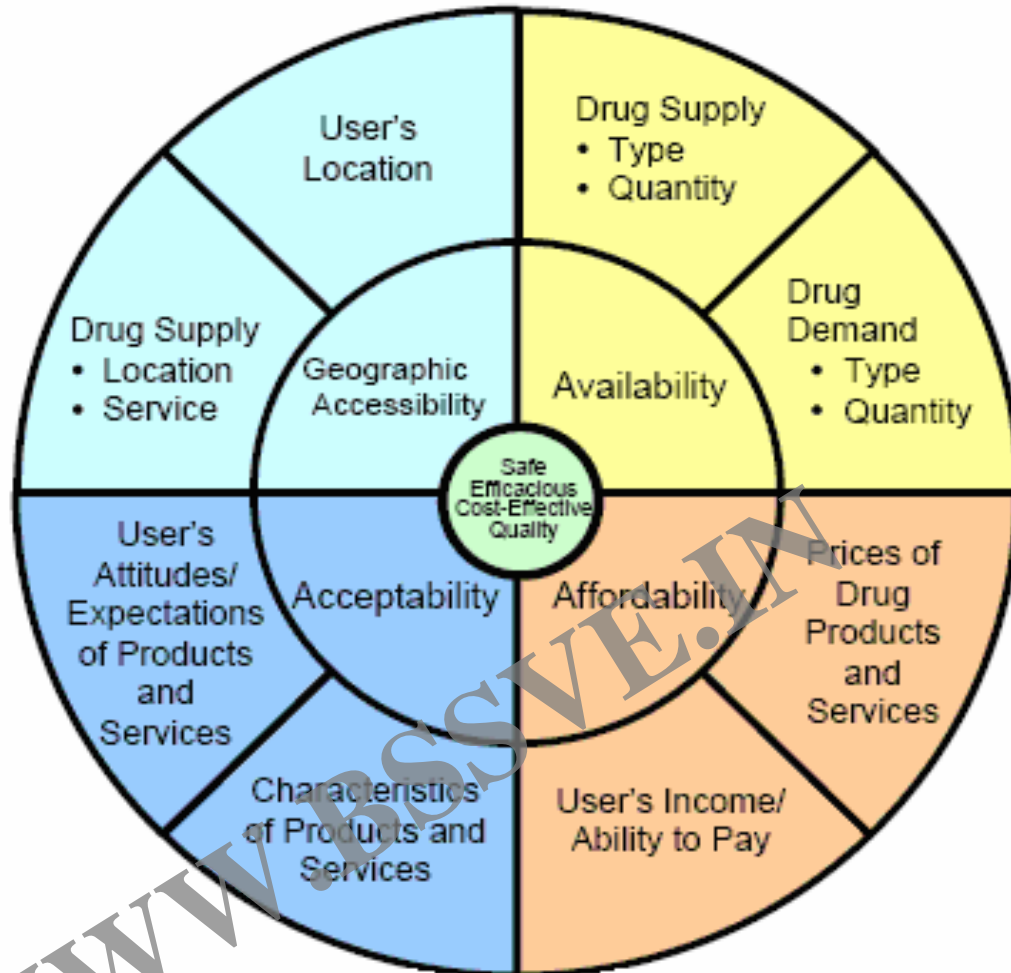 User's
Location
Drug Supply
• Type
• Quantity
Drug Supply
• Location
• Service
Geographic
Accessibility
Availability
Drug
Demand
• Type
• Quantity
Safe
Efficacious
Cost-Effective
Quality
User's
Attitudes/
Expectations
of Products
and
Services
Acceptability
Affordability
Prices of
Drug
Products
and
Services
Characteristics
of Products and
Services
User's Income/
Ability to Pay
WWW.BSSVE.IN